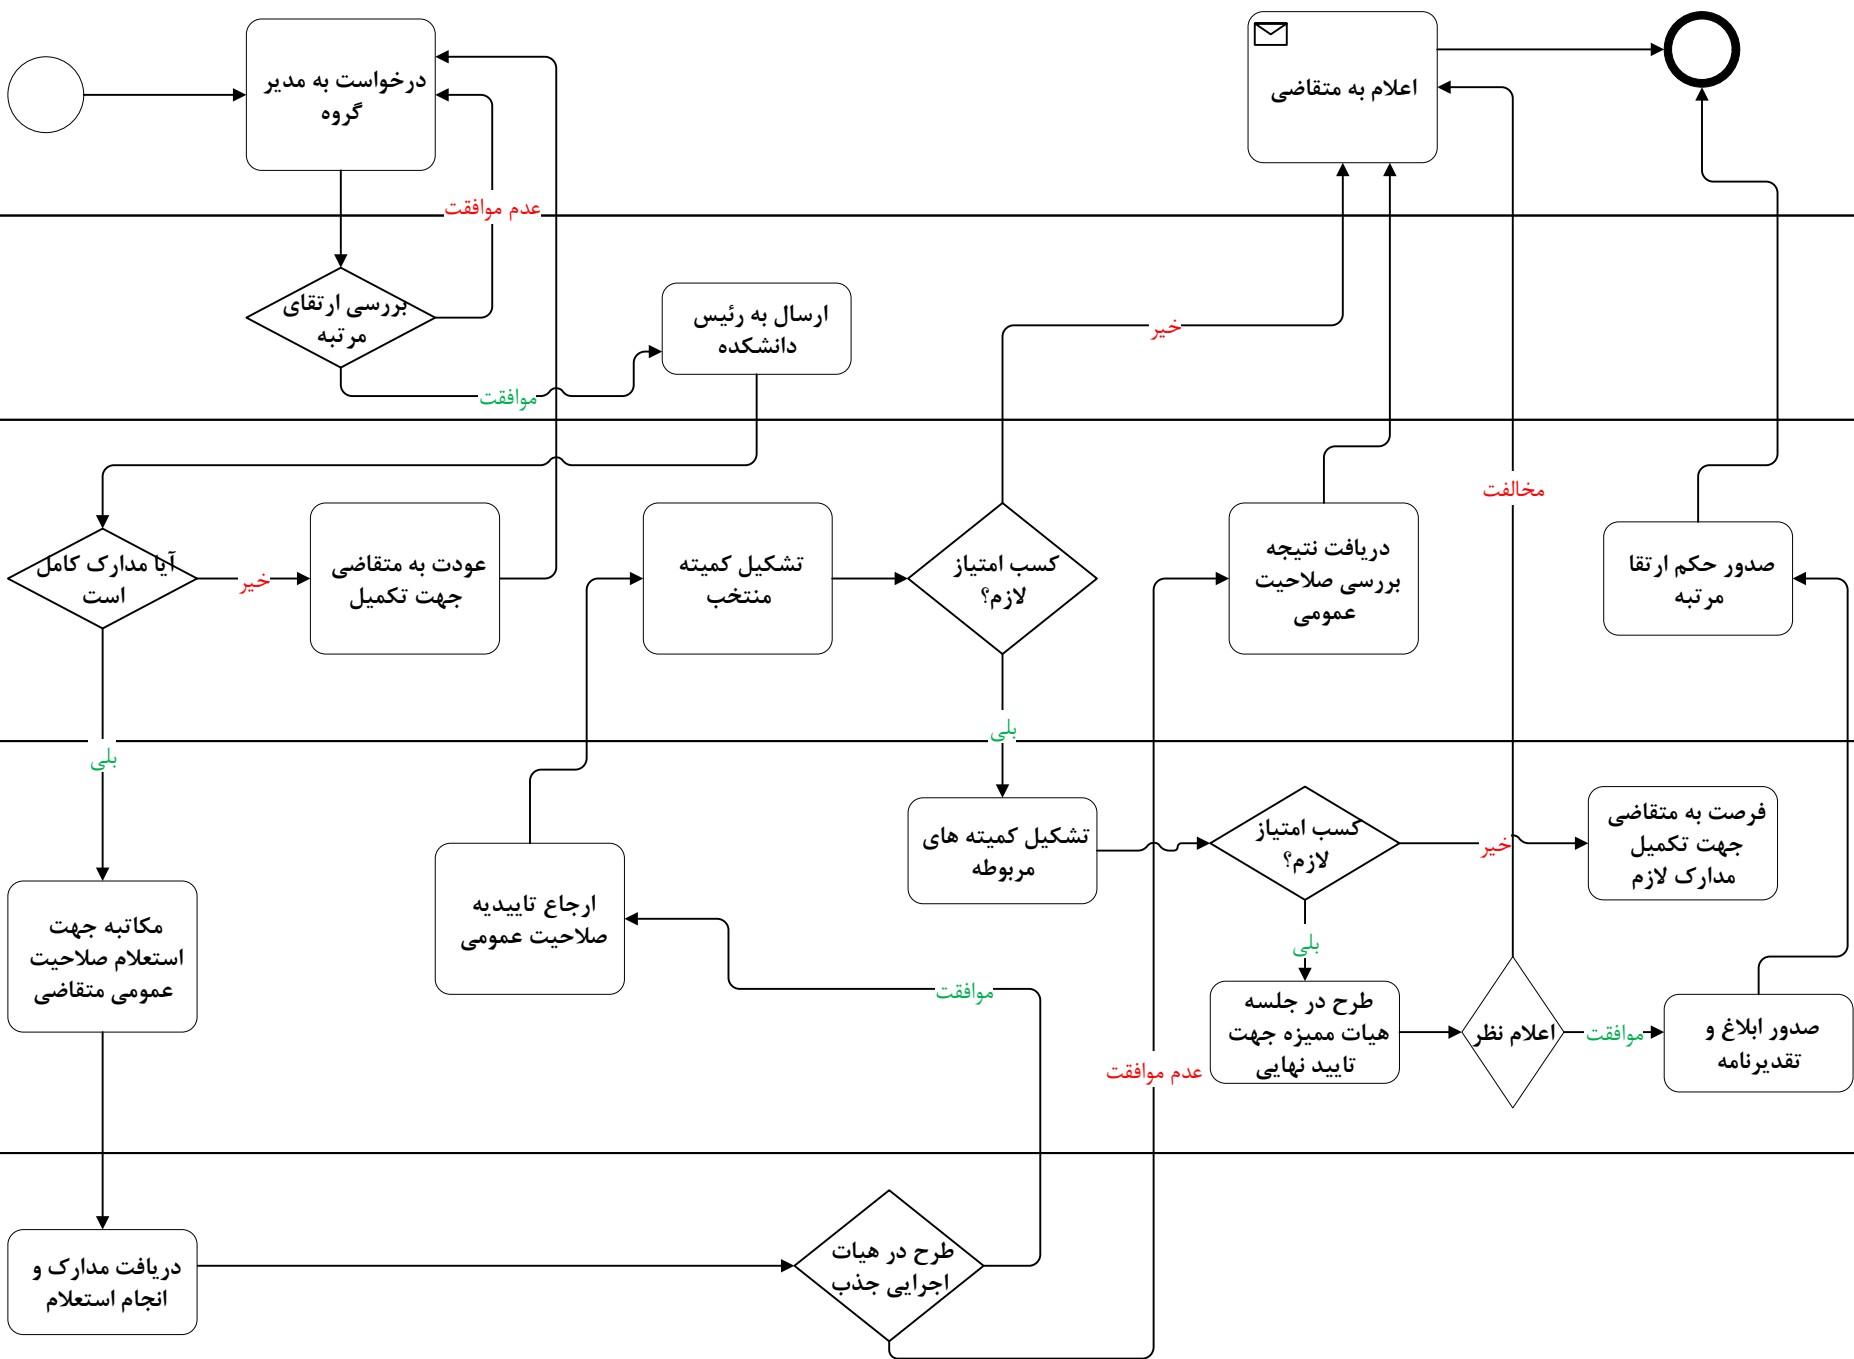 درخواست به مدیر
گروه
اعلام به متقاضی
عدم موافقت
بررسی ارتقای
مرتبه
ارسال به رئیس
دانشکده
موافقت
خیر
آیا مدارک کامل
است
خیر
عودت به متقاضی
جهت تکمیل
تشکیل کمیته
منتخب
کسب امتیاز
لازم؟
دریافت نتیجه
بررسی صلاحیت
عمومی
مخالفت
صدور حکم ارتقا
مرتبه
بلی
بلی
مکاتبه جهت
استعلام صلاحیت
عمومی متقاضی
ارجاع تاییدیه
صلاحیت عمومی
تشکیل کمیته های
مربوطه
کسب امتیاز
لازم؟
خیر
فرصت به متقاضی
جهت تکمیل
مدارک لازم
بلی
موافقت
طرح در جلسه
هیات ممیزه جهت
تایید نهایی
اعلام نظر
موافقت
صدور ابلاغ و
تقدیرنامه
عدم موافقت
دریافت مدارک و
انجام استعلام
طرح در هیات
اجرایی جذب